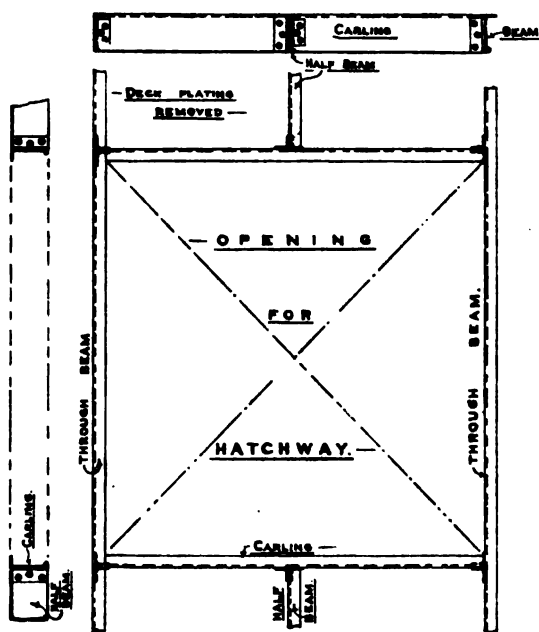 CARLING
BEAM
HALF BEAM
DECK PLATING
REMOVED
OPENING
FOR
HATCHWAY.
THROUGH BEAM
THROUGH BEAM.
CARLING
CARLING.
HALF
BEAM.
HALF
BEAM.